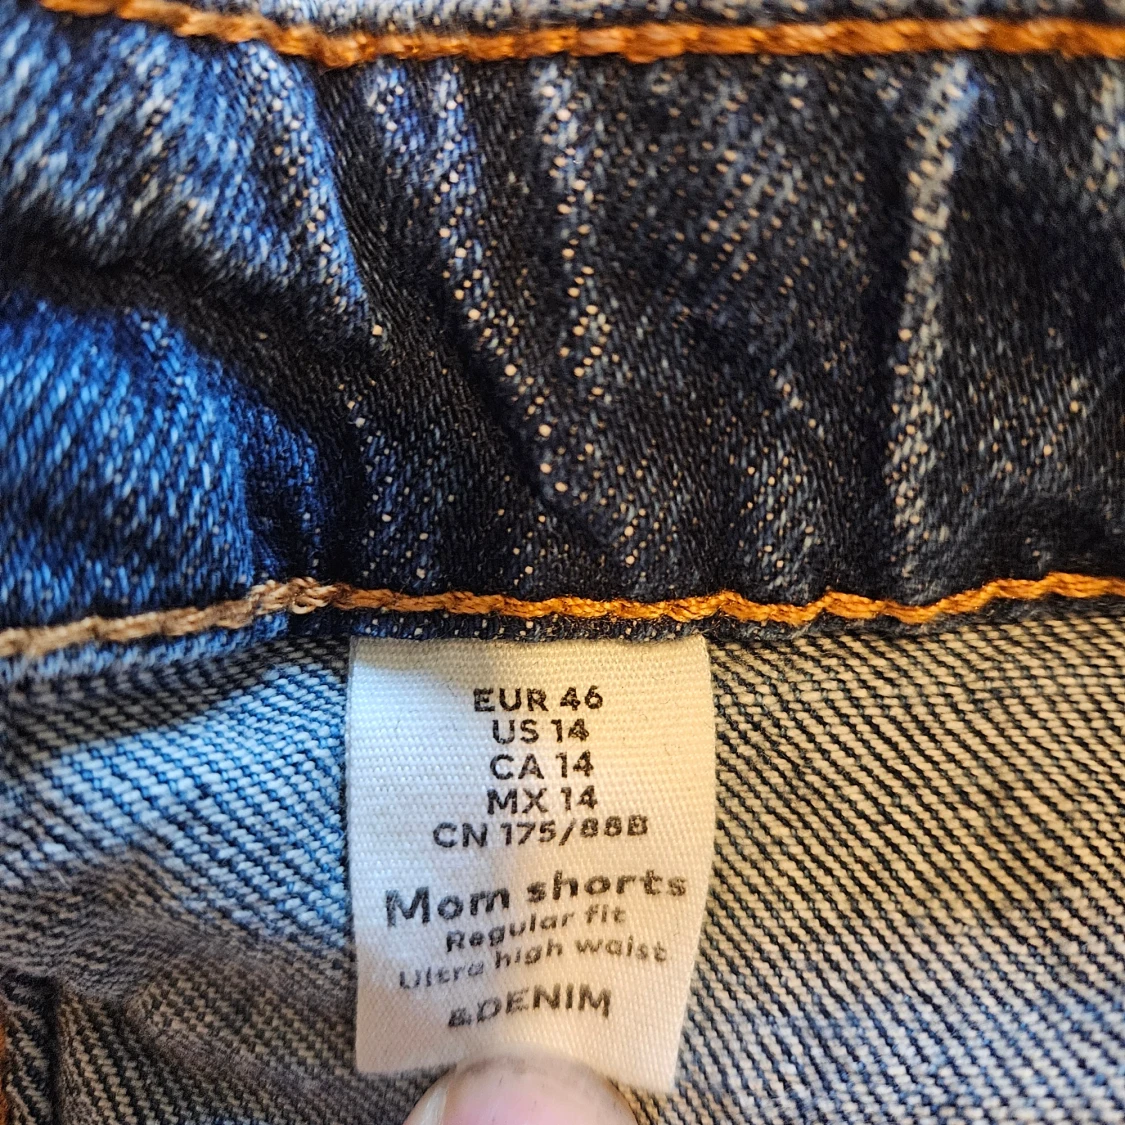 EUR 46
US 14
CA 14
MX 14
CN 175/88B
Mom shorts
Regular fit
Ultra high waist
&DENIM